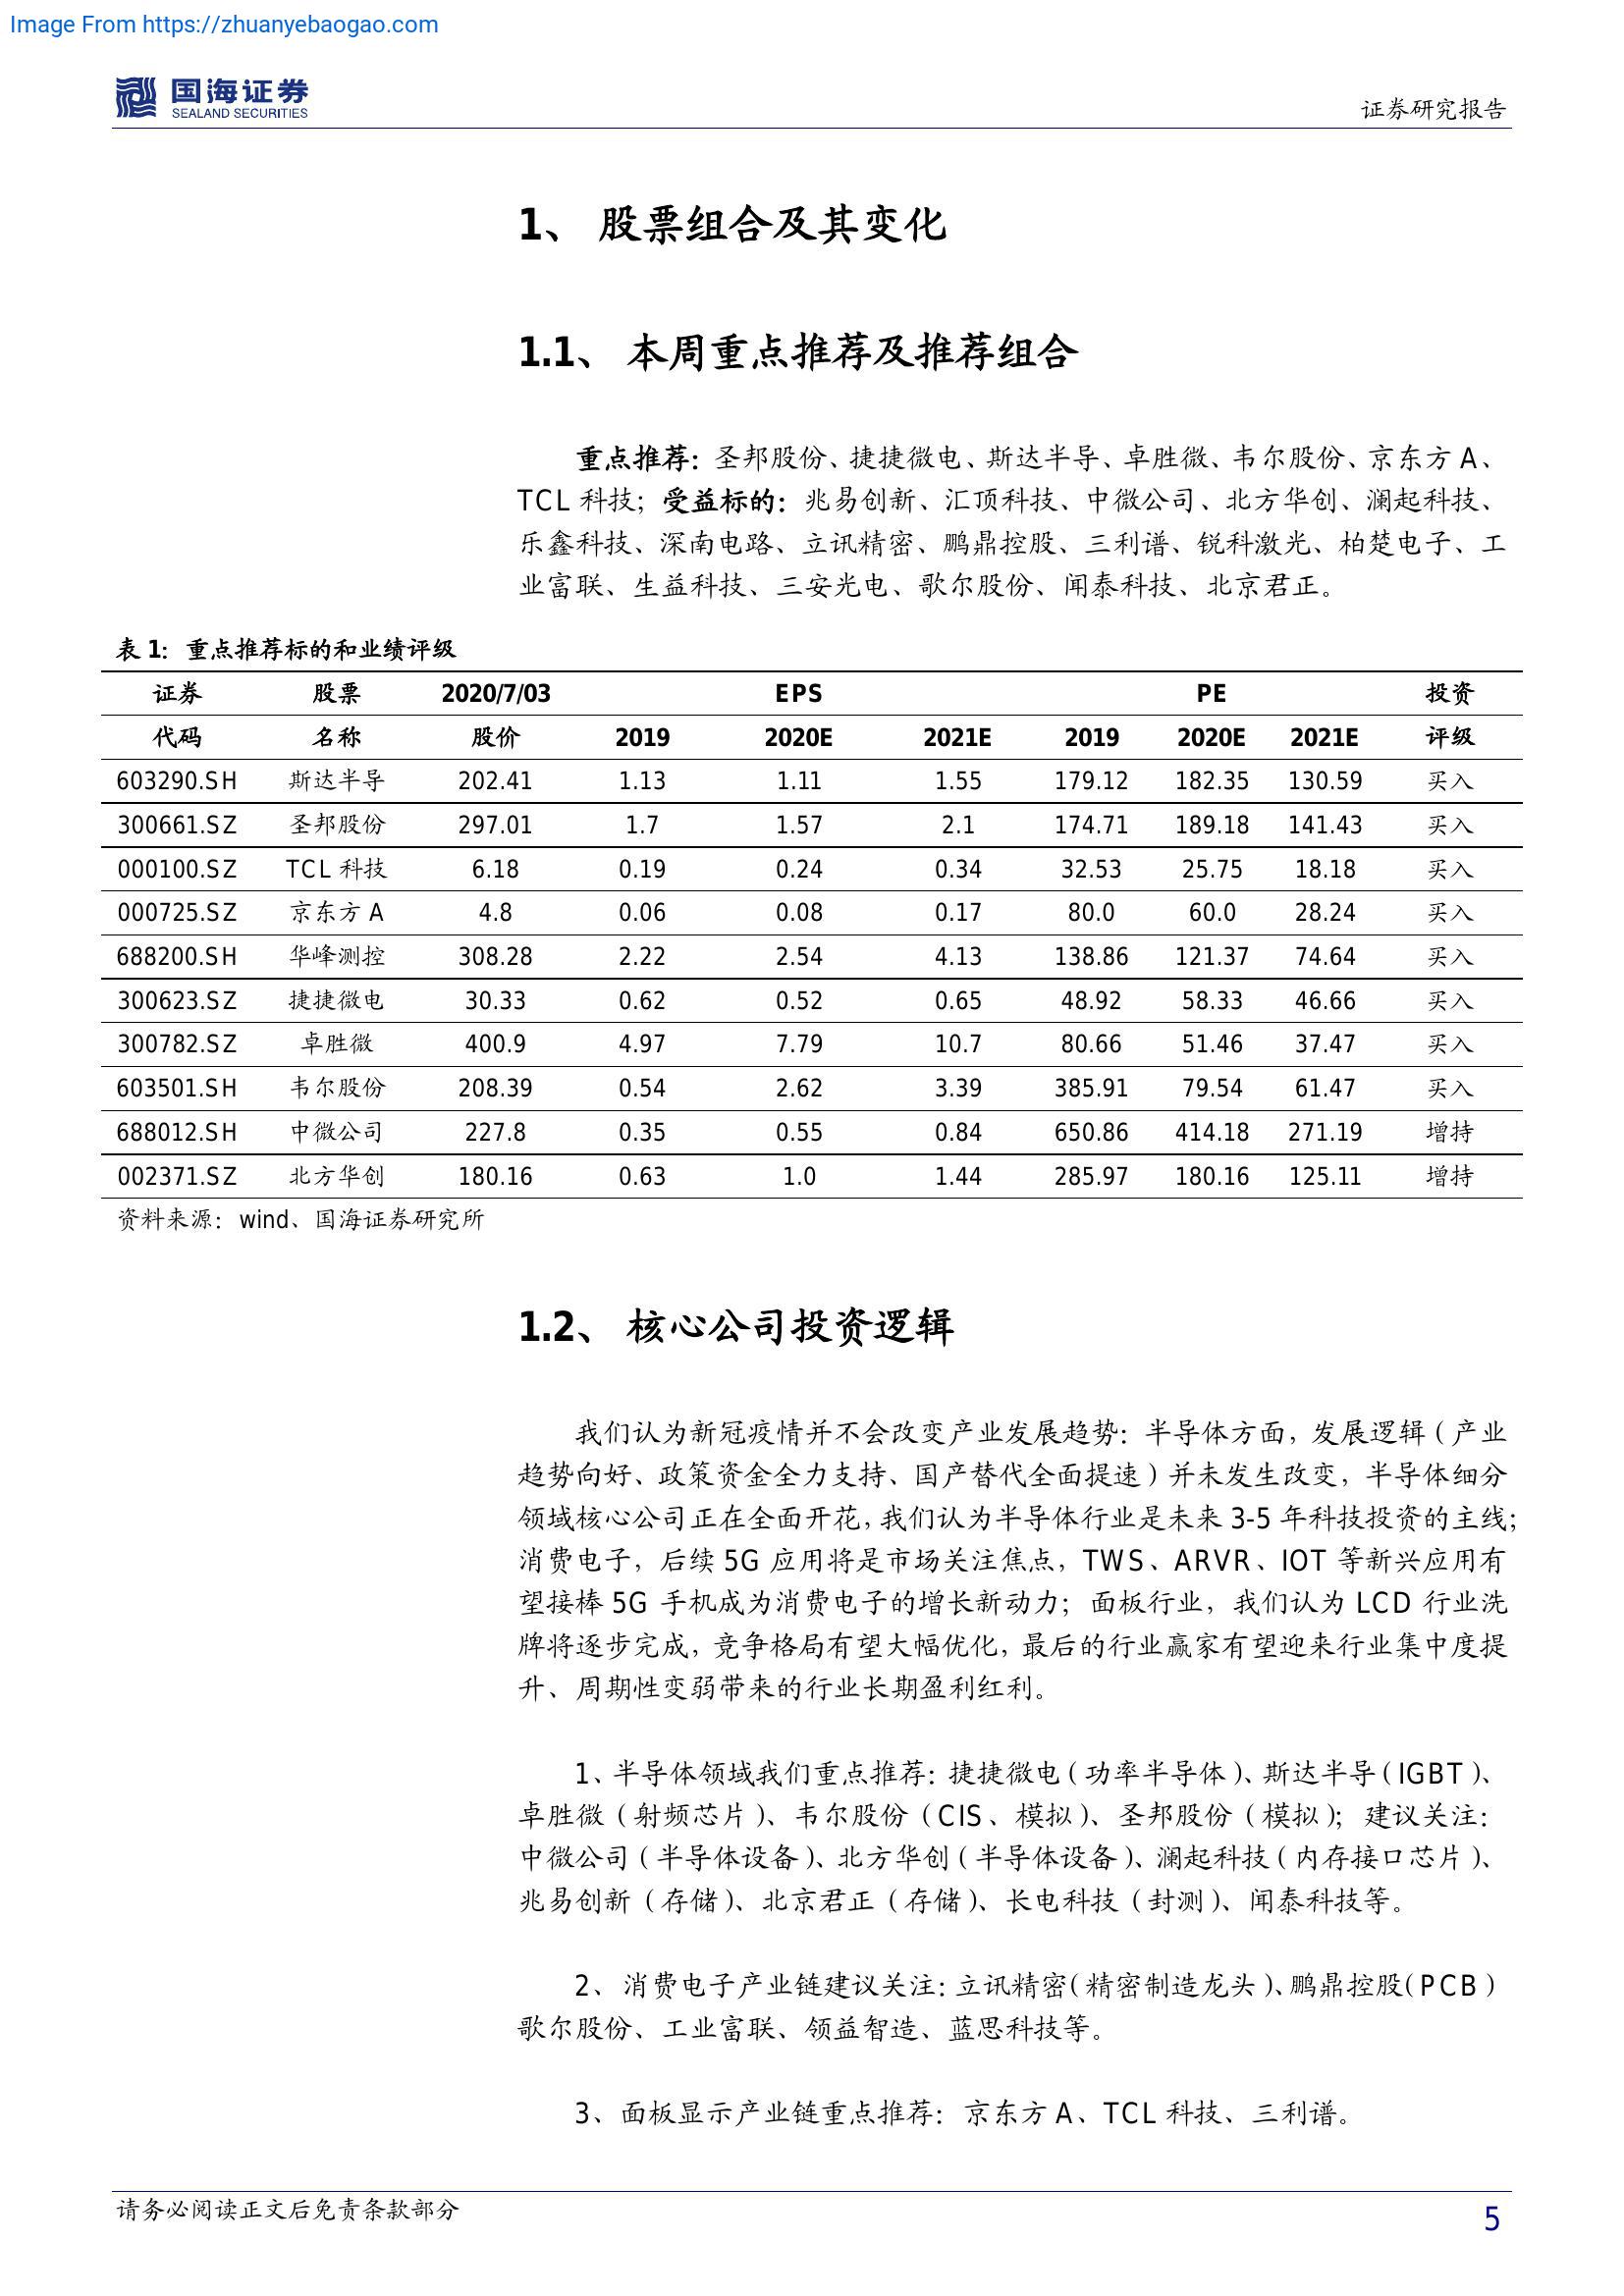 Image From https://zhuanyebaogao.com
国海证券
SEALAND SECURITIES
证券研究报告
1、 股票组合及其变化
1.1、 本周重点推荐及推荐组合
重点推荐：圣邦股份、捷捷微电、斯达半导、卓胜微、韦尔股份、京东方 A、
TCL 科技；受益标的：兆易创新、汇顶科技、中微公司、北方华创、澜起科技、
乐鑫科技、深南电路、立讯精密、鹏鼎控股、三利谱、锐科激光、柏楚电子、工
业富联、生益科技、三安光电、歌尔股份、闻泰科技、北京君正。
表 1：重点推荐标的和业绩评级
证券 股票 2020/7/03 EPS PE 投资
代码 名称 股价 2019 2020E 2021E 2019 2020E 2021E 评级
603290.SH 斯达半导 202.41 1.13 1.11 1.55 179.12 182.35 130.59 买入
300661.SZ 圣邦股份 297.01 1.7 1.57 2.1 174.71 189.18 141.43 买入
000100.SZ TCL 科技 6.18 0.19 0.24 0.34 32.53 25.75 18.18 买入
000725.SZ 京东方 A 4.8 0.06 0.08 0.17 80.0 60.0 28.24 买入
688200.SH 华峰测控 308.28 2.22 2.54 4.13 138.86 121.37 74.64 买入
300623.SZ 捷捷微电 30.33 0.62 0.52 0.65 48.92 58.33 46.66 买入
300782.SZ 卓胜微 400.9 4.97 7.79 10.7 80.66 51.46 37.47 买入
603501.SH 韦尔股份 208.39 0.54 2.62 3.39 385.91 79.54 61.47 买入
688012.SH 中微公司 227.8 0.35 0.55 0.84 650.86 414.18 271.19 增持
002371.SZ 北方华创 180.16 0.63 1.0 1.44 285.97 180.16 125.11 增持
资料来源：wind、国海证券研究所
1.2、 核心公司投资逻辑
我们认为新冠疫情并不会改变产业发展趋势：半导体方面，发展逻辑（产业
趋势向好、政策资金全力支持、国产替代全面提速）并未发生改变，半导体细分
领域核心公司正在全面开花，我们认为半导体行业是未来 3-5 年科技投资的主线；
消费电子，后续 5G 应用将是市场关注焦点，TWS、ARVR、IOT 等新兴应用有
望接棒 5G 手机成为消费电子的增长新动力；面板行业，我们认为 LCD 行业洗
牌将逐步完成，竞争格局有望大幅优化，最后的行业赢家有望迎来行业集中度提
升、周期性变弱带来的行业长期盈利红利。
1、半导体领域我们重点推荐：捷捷微电（功率半导体）、斯达半导（IGBT）、
卓胜微（射频芯片）、韦尔股份（CIS、模拟）、圣邦股份（模拟）；建议关注：
中微公司（半导体设备）、北方华创（半导体设备）、澜起科技（内存接口芯片）、
兆易创新（存储）、北京君正（存储）、长电科技（封测）、闻泰科技等。
2、消费电子产业链建议关注：立讯精密（精密制造龙头）、鹏鼎控股（PCB）
歌尔股份、工业富联、领益智造、蓝思科技等。
3、面板显示产业链重点推荐：京东方 A、TCL 科技、三利谱。
请务必阅读正文后免责条款部分
5